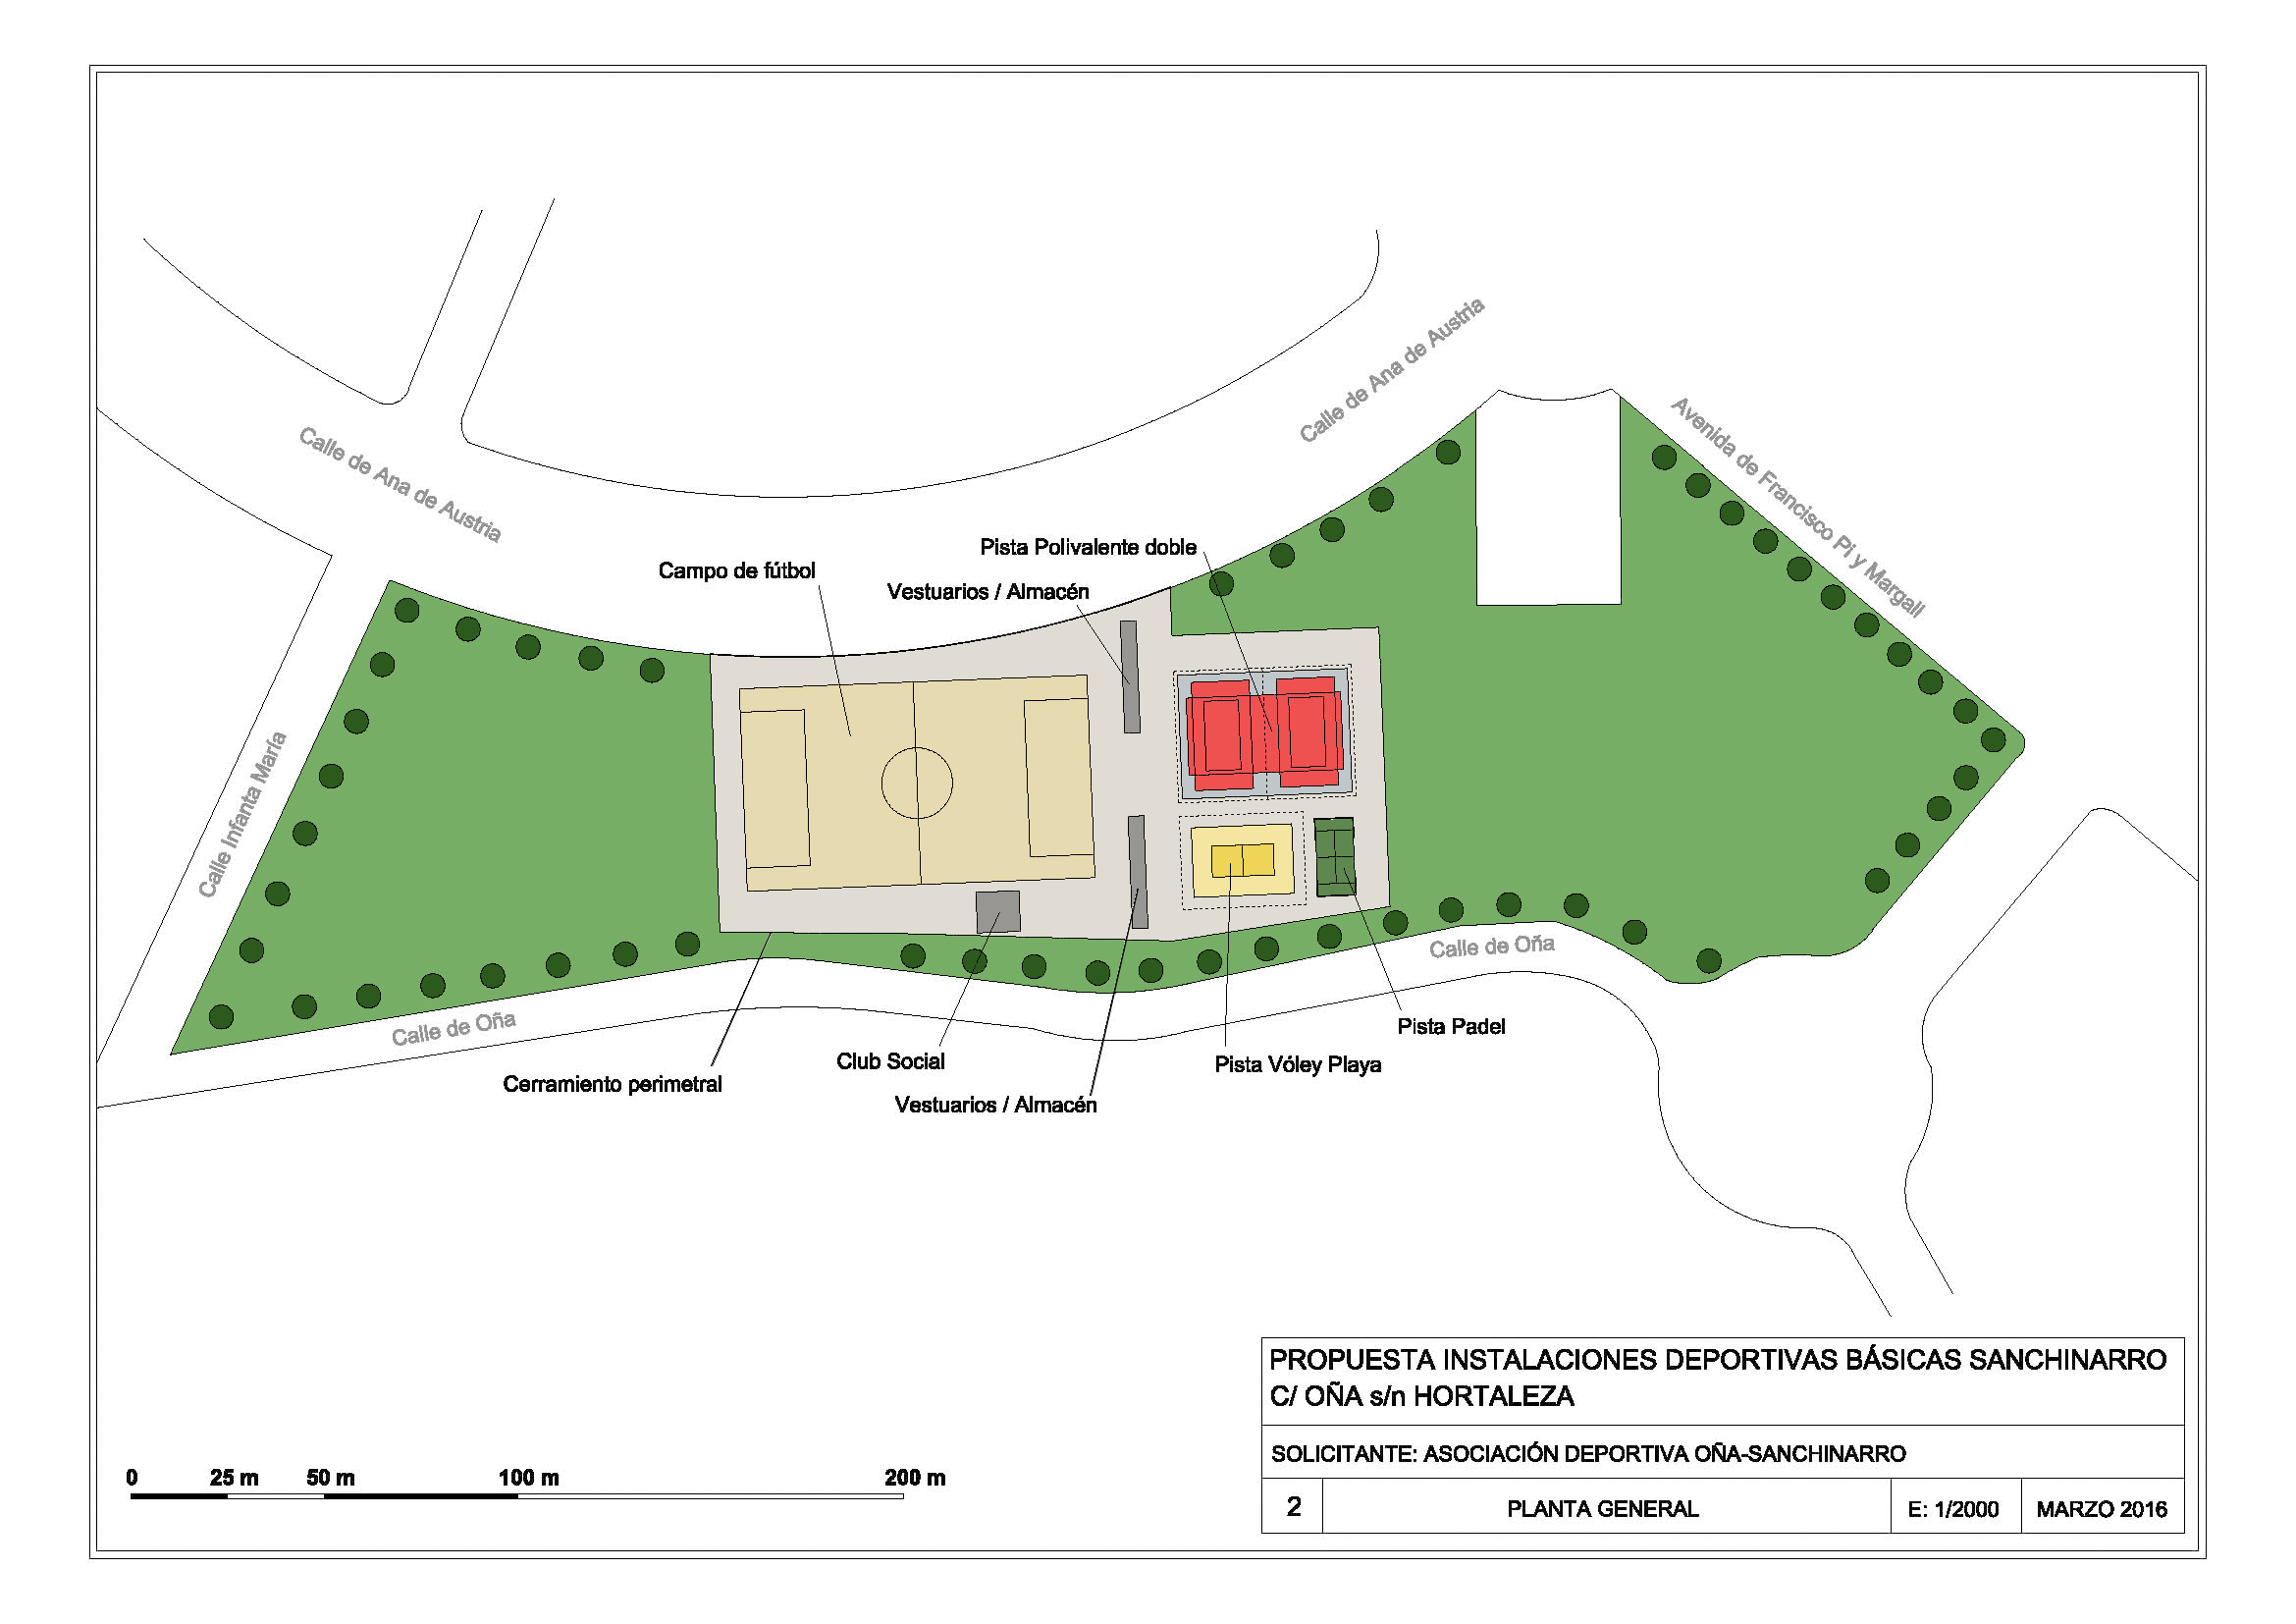 Calle de Ana de Austria
Calle de Ana de Austria
Avenida de Francisco Pi y Margall
Pista Polivalente doble
Campo de fútbol
Vestuarios / Almacén
Calle Infanta María
Calle de Oña
Calle de Oña
Pista Padel
Club Social
Pista Vóley Playa
Cerramiento perimetral
Vestuarios / Almacén
PROPUESTA INSTALACIONES DEPORTIVAS BÁSICAS SANCHINARRO
C/ OÑA s/n HORTALEZA
SOLICITANTE: ASOCIACIÓN DEPORTIVA OÑA-SANCHINARRO
0 25 m 50 m 100 m 200 m
2 PLANTA GENERAL E: 1/2000 MARZO 2016